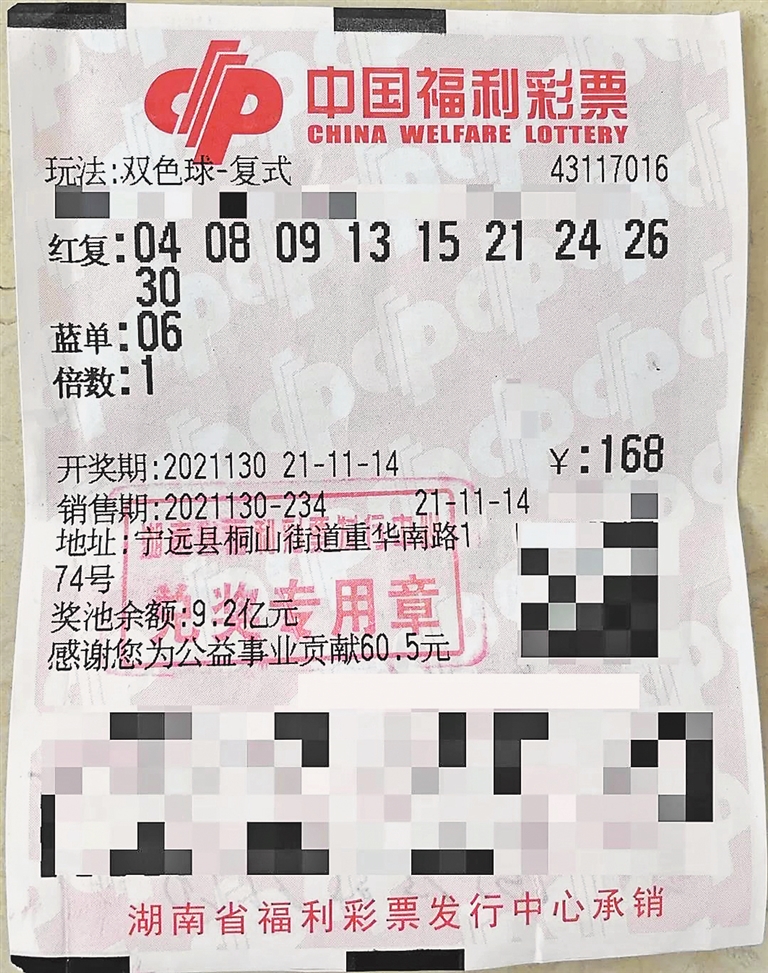 中国福利彩票
CHINA WELFARE LOTTERY
玩法:双色球-复式 43117016
红复:04 08 09 13 15 21 24 26
30
蓝单:06
倍数:1
开奖期:2021130 21-11-14 ￥:168
销售期:2021130-234 21-11-14
地址:宁远县桐山街道重华南路1
74号
兑奖专用章
奖池余额:9.2亿元
感谢您为公益事业贡献60.5元
湖南省福利彩票发行中心承销